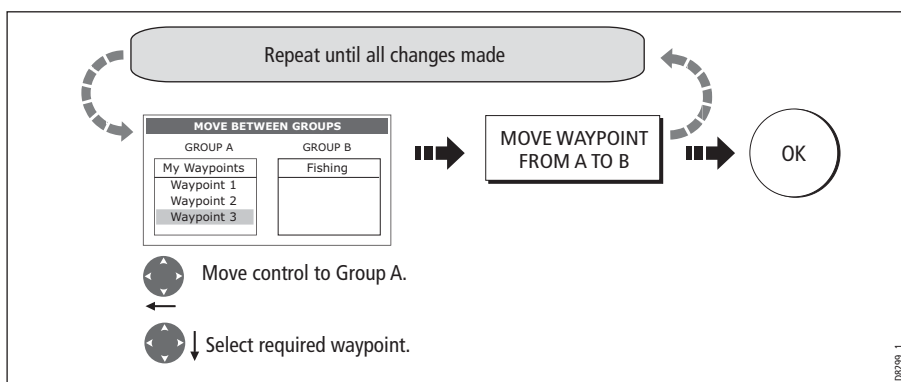 Repeat until all changes made
MOVE BETWEEN GROUPS
GROUP A
GROUP B
My Waypoints
Waypoint 1
Waypoint 2
Waypoint 3
Fishing
MOVE WAYPOINT
FROM A TO B
OK
Move control to Group A.
Select required waypoint.
D8299_1